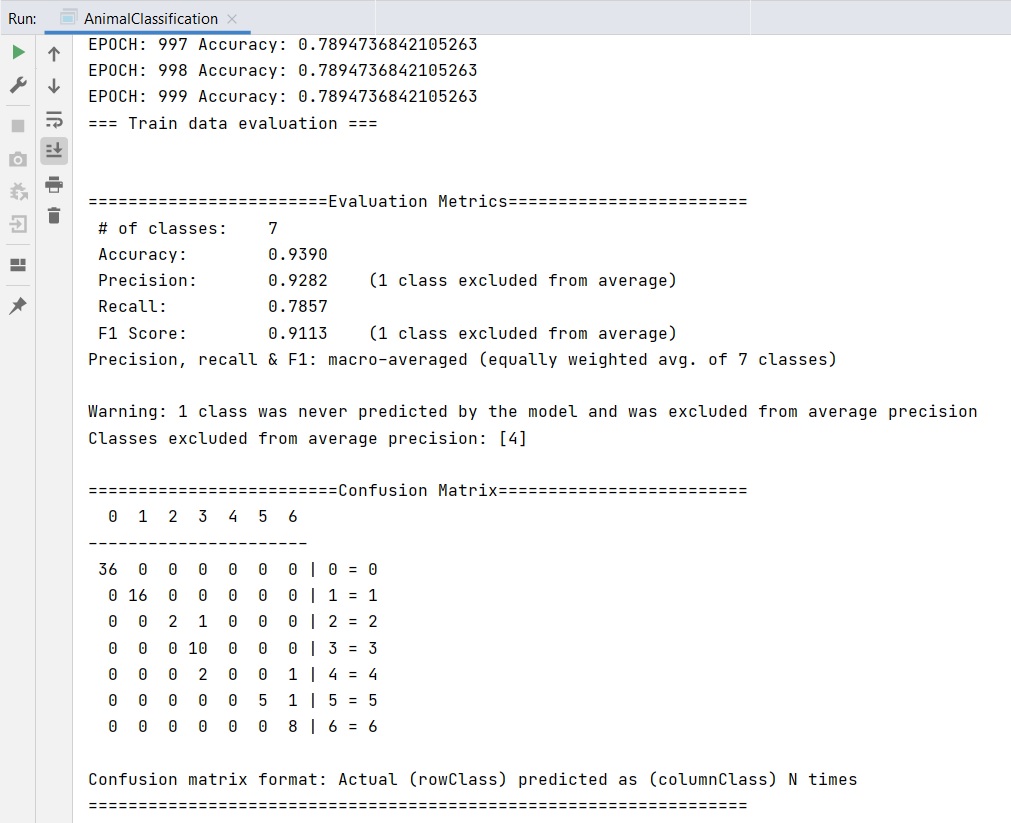 Run: AnimalClassification ×
EPOCH: 997 Accuracy: 0.7894736842105263
EPOCH: 998 Accuracy: 0.7894736842105263
EPOCH: 999 Accuracy: 0.7894736842105263
=== Train data evaluation ===
========================Evaluation Metrics========================
# of classes:    7
Accuracy:        0.9390
Precision:       0.9282    (1 class excluded from average)
Recall:          0.7857
F1 Score:        0.9113    (1 class excluded from average)
Precision, recall & F1: macro-averaged (equally weighted avg. of 7 classes)
Warning: 1 class was never predicted by the model and was excluded from average precision
Classes excluded from average precision: [4]
=========================Confusion Matrix=========================
  0  1  2  3  4  5  6
----------------------
 36  0  0  0  0  0  0 | 0 = 0
  0 16  0  0  0  0  0 | 1 = 1
  0  0  2  1  0  0  0 | 2 = 2
  0  0  0 10  0  0  0 | 3 = 3
  0  0  0  2  0  0  1 | 4 = 4
  0  0  0  0  0  5  1 | 5 = 5
  0  0  0  0  0  0  8 | 6 = 6
Confusion matrix format: Actual (rowClass) predicted as (columnClass) N times
==================================================================